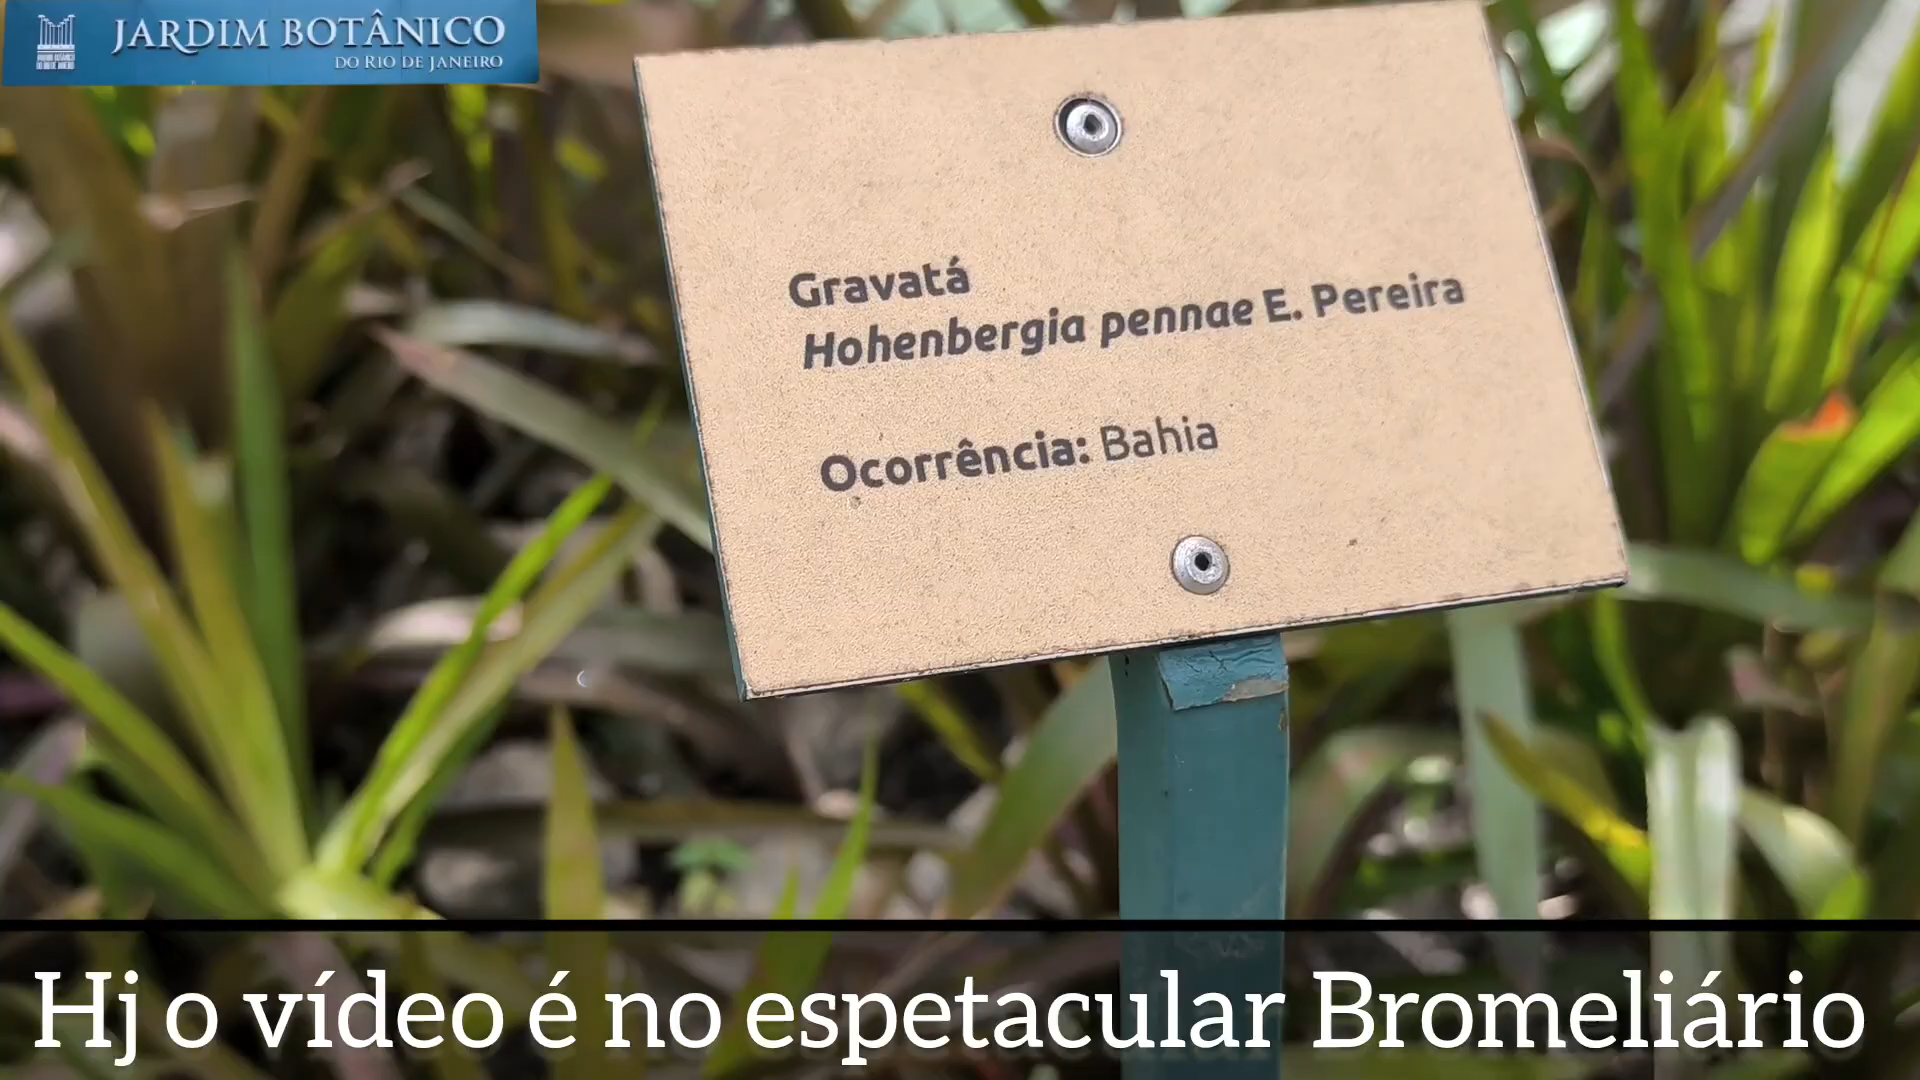 JARDIM BOTÂNICO
DO RIO DE JANEIRO
Gravatá
Hohenbergia pennae E. Pereira
Ocorrência: Bahia
Hj o vídeo é no espetacular Bromeliário